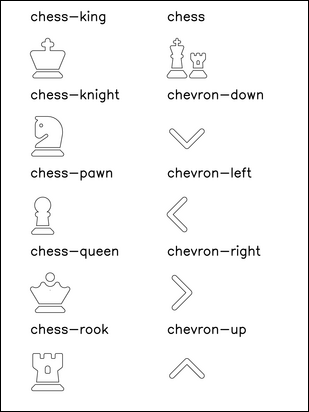 chess-king
chess
chess-knight
chevron-down
chess-pawn
chevron-left
chess-queen
chevron-right
chess-rook
chevron-up